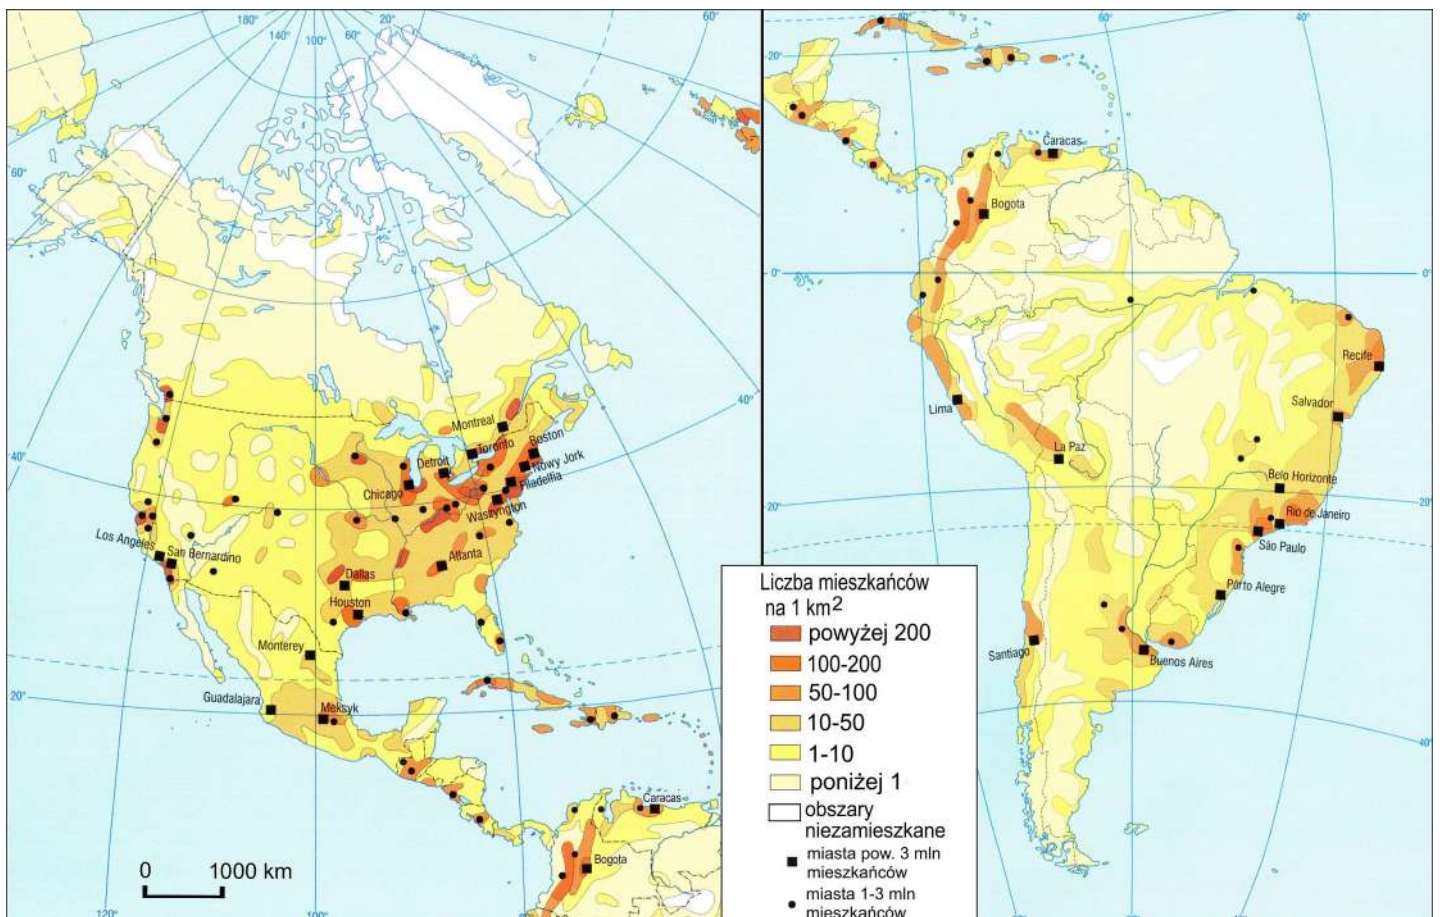 180°
140°
100°
60°
20°
60°
60°
40°
40°
20°
120°
100°
Montreal
Toronto
Boston
Detroit
Nowy Jork
Filadelfia
Chicago
Waszyngton
Los Angeles
San Bernardino
Atlanta
Dallas
Houston
Monterey
Guadalajara
Meksyk
Caracas
Bogota
0
1000 km
80°
60°
40°
20°
Caracas
Bogota
0°
0°
Recife
Salvador
Lima
La Paz
Belo Horizonte
20°
Rio de Janeiro
São Paulo
Pôrto Alegre
Santiago
Buenos Aires
40°
Liczba mieszkańców
na 1 km2
powyżej 200
100-200
50-100
10-50
1-10
poniżej 1
obszary
niezamieszkane
miasta pow. 3 mln
mieszkańców
miasta 1-3 mln
mieszkańców